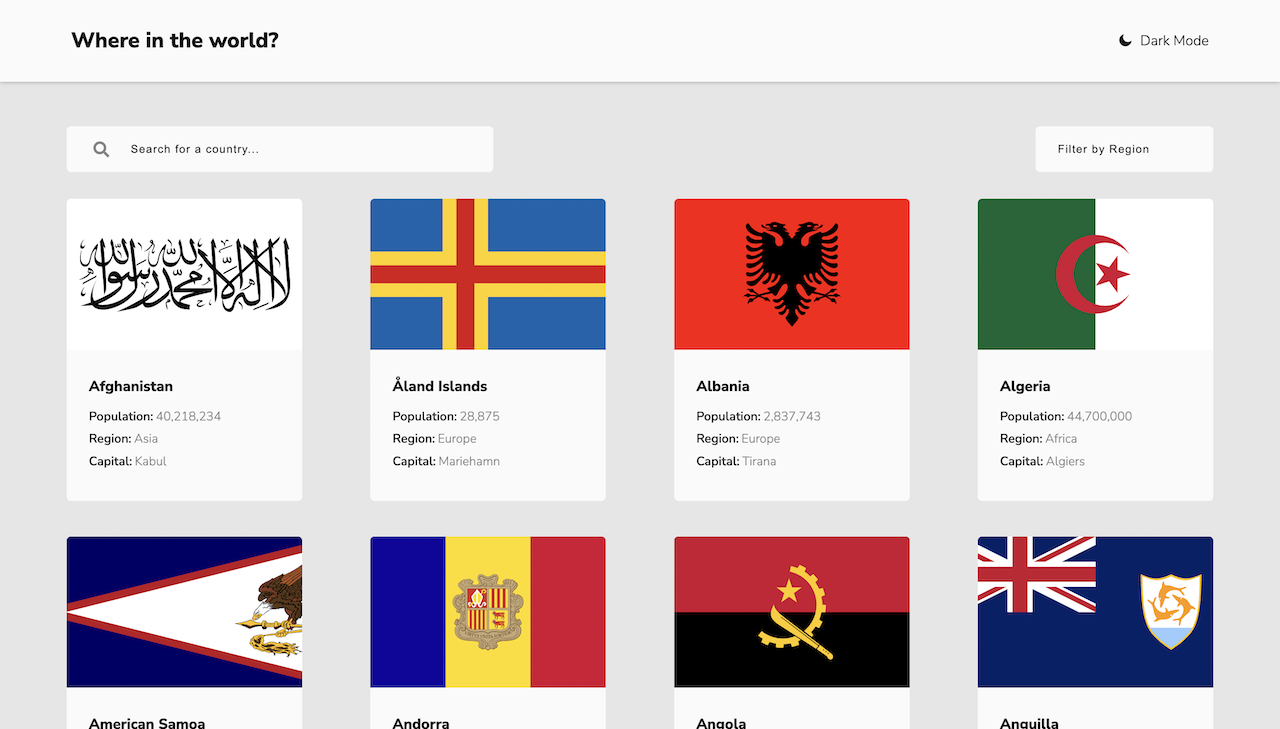 Where in the world?
Dark Mode
Search for a country...
Filter by Region
لا إله إلا الله محمد رسول الله
Afghanistan
Population: 40,218,234
Region: Asia
Capital: Kabul
Åland Islands
Population: 28,875
Region: Europe
Capital: Mariehamn
Albania
Population: 2,837,743
Region: Europe
Capital: Tirana
Algeria
Population: 44,700,000
Region: Africa
Capital: Algiers
American Samoa
Andorra
Angola
Anguilla